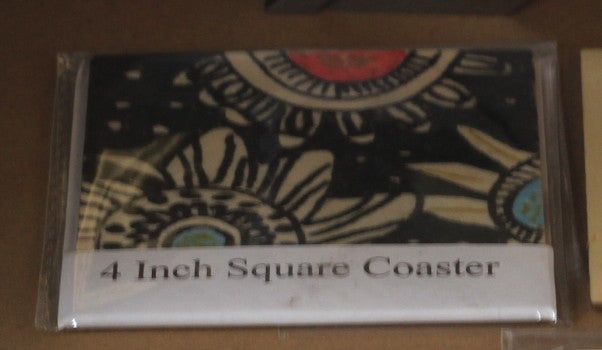 4 Inch Square Coaster